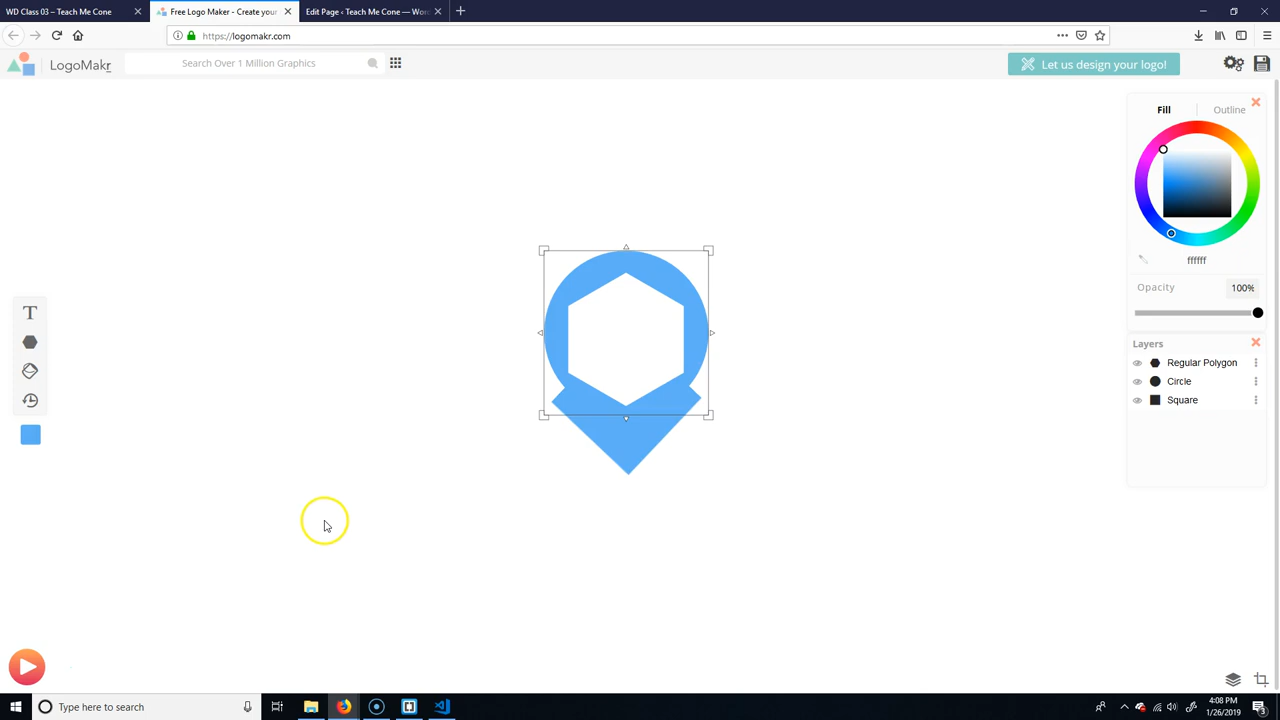 WD Class 03 – Teach Me Cone
Free Logo Maker - Create your
Edit Page ‹ Teach Me Cone — Wor
https://logomakr.com
LogoMakr
Search Over 1 Million Graphics
Let us design your logo!
Fill
Outline
ffffff
Opacity
100%
Layers
Regular Polygon
Circle
Square
T
Type here to search
4:08 PM
1/26/2019
3